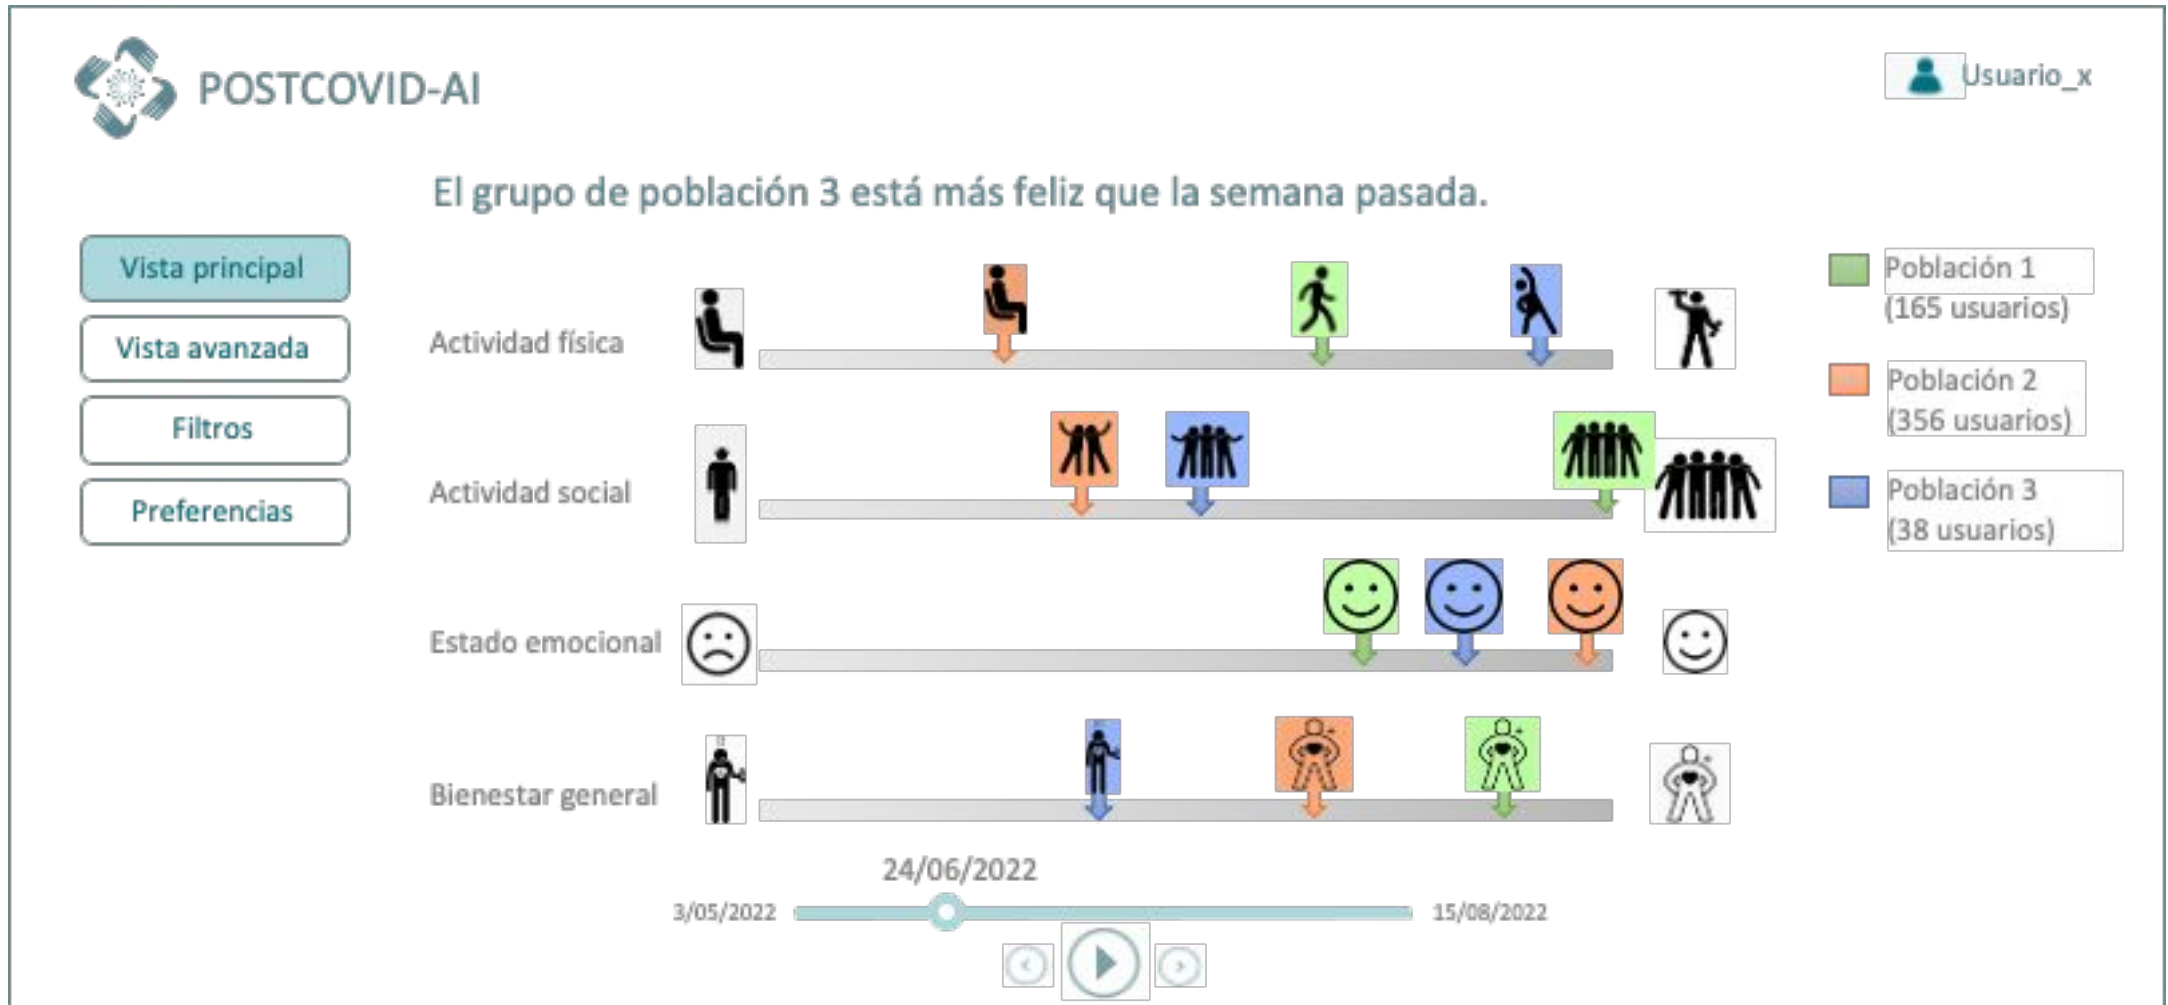 POSTCOVID-AI
Usuario_x
El grupo de población 3 está más feliz que la semana pasada.
Vista principal
Vista avanzada
Filtros
Preferencias
Actividad física
Actividad social
Estado emocional
Bienestar general
Población 1
(165 usuarios)
Población 2
(356 usuarios)
Población 3
(38 usuarios)
24/06/2022
3/05/2022
15/08/2022